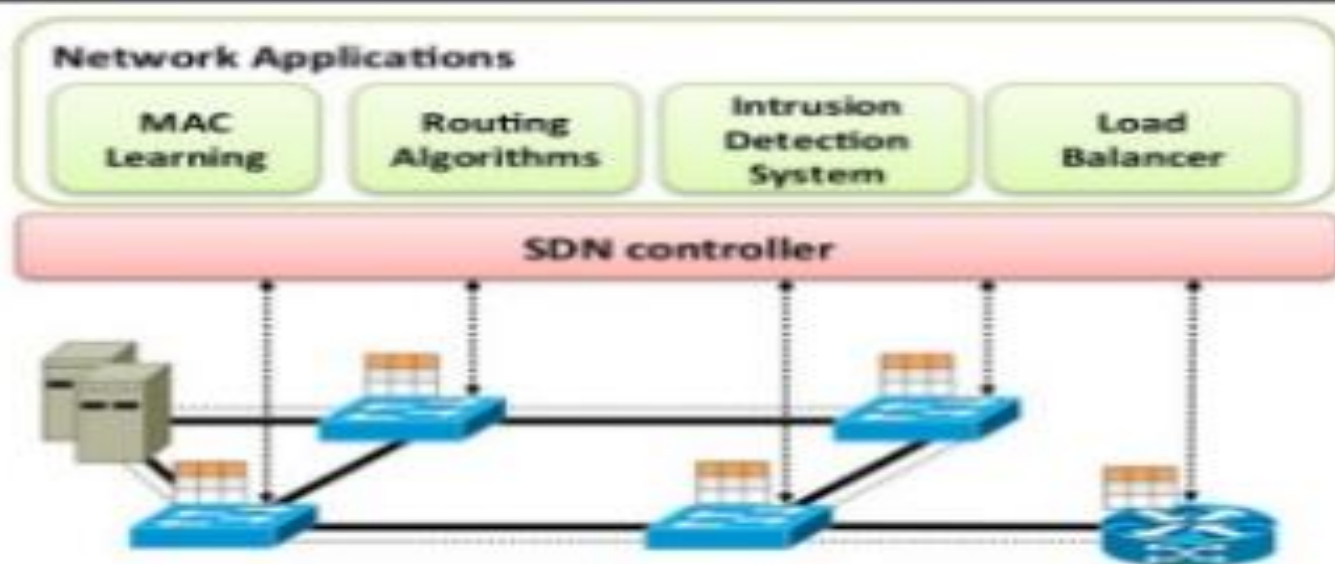 Network Applications
MAC
Learning
Routing
Algorithms
Intrusion
Detection
System
Load
Balancer
SDN controller